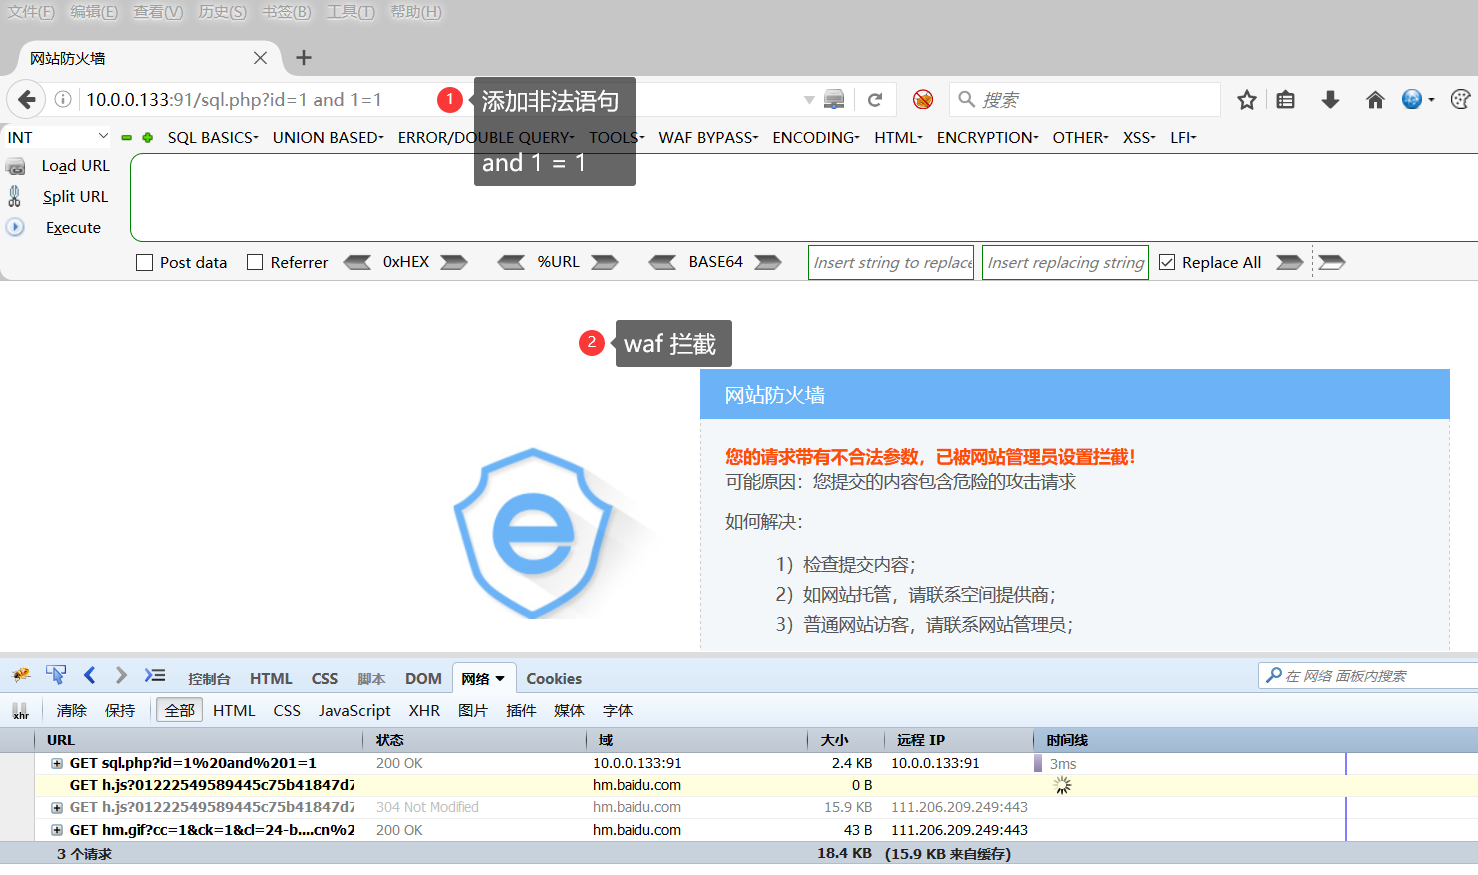 文件(F) 编辑(E) 查看(V) 历史(S) 书签(B) 工具(T) 帮助(H)
网站防火墙
10.0.0.133:91/sql.php?id=1 and 1=1
1 添加非法语句
and 1 = 1
搜索
INT SQL BASICS UNION BASED ERROR/DOUBLE QUERY TOOLS WAF BYPASS ENCODING HTML ENCRYPTION OTHER XSS LFI
Load URL
Split URL
Execute
Post data Referrer 0xHEX %URL BASE64 Insert string to replace Insert replacing string Replace All
2 waf 拦截
网站防火墙
您的请求带有不合法参数，已被网站管理员设置拦截！
可能原因：您提交的内容包含危险的攻击请求
如何解决：
1）检查提交内容；
2）如网站托管，请联系空间提供商；
3）普通网站访客，请联系网站管理员；
控制台 HTML CSS 脚本 DOM 网络 Cookies 在 网络 面板内搜索
xhr 清除 保持 全部 HTML CSS JavaScript XHR 图片 插件 媒体 字体
URL 状态 域 大小 远程 IP 时间线
GET sql.php?id=1%20and%201=1 200 OK 10.0.0.133:91 2.4 KB 10.0.0.133:91 3ms
GET h.js?01222549589445c75b41847d7 hm.baidu.com 0 B
GET h.js?01222549589445c75b41847d7 304 Not Modified hm.baidu.com 15.9 KB 111.206.209.249:443
GET hm.gif?cc=1&ck=1&cl=24-b....cn%2 200 OK hm.baidu.com 43 B 111.206.209.249:443
3 个请求 18.4 KB (15.9 KB 来自缓存)